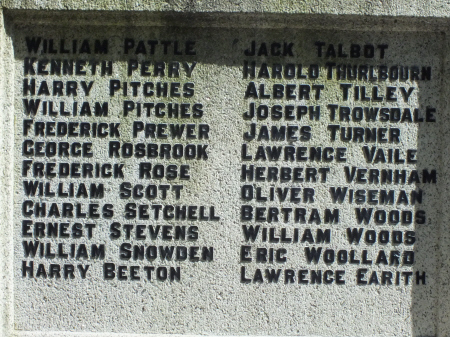 WILLIAM PATTLE
KENNETH PERRY
HARRY PITCHES
WILLIAM PITCHES
FREDERICK PREWER
GEORGE ROSBROOK
FREDERICK ROSE
WILLIAM SCOTT
CHARLES SETCHELL
ERNEST STEVENS
WILLIAM SNOWDEN
HARRY BEETON
JACK TALBOT
HAROLD THURLBOURN
ALBERT TILLEY
JOSEPH TROWSDALE
JAMES TURNER
LAWRENCE VAILE
HERBERT VERNHAM
OLIVER WISEMAN
BERTRAM WOODS
WILLIAM WOODS
ERIC WOOLLARD
LAWRENCE EARITH